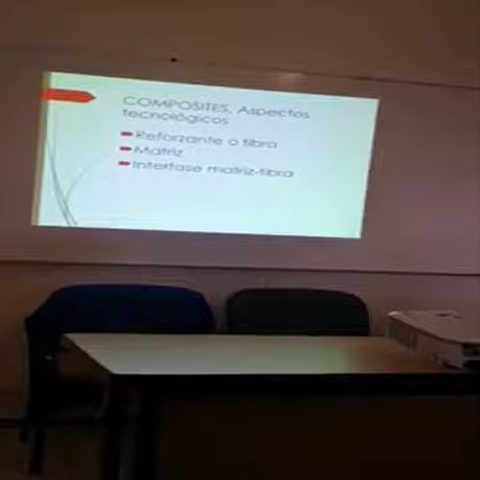 COMPOSITES, Aspectos
tecnológicos
Reforzante o fibra
Matriz
Interfase matriz-fibra